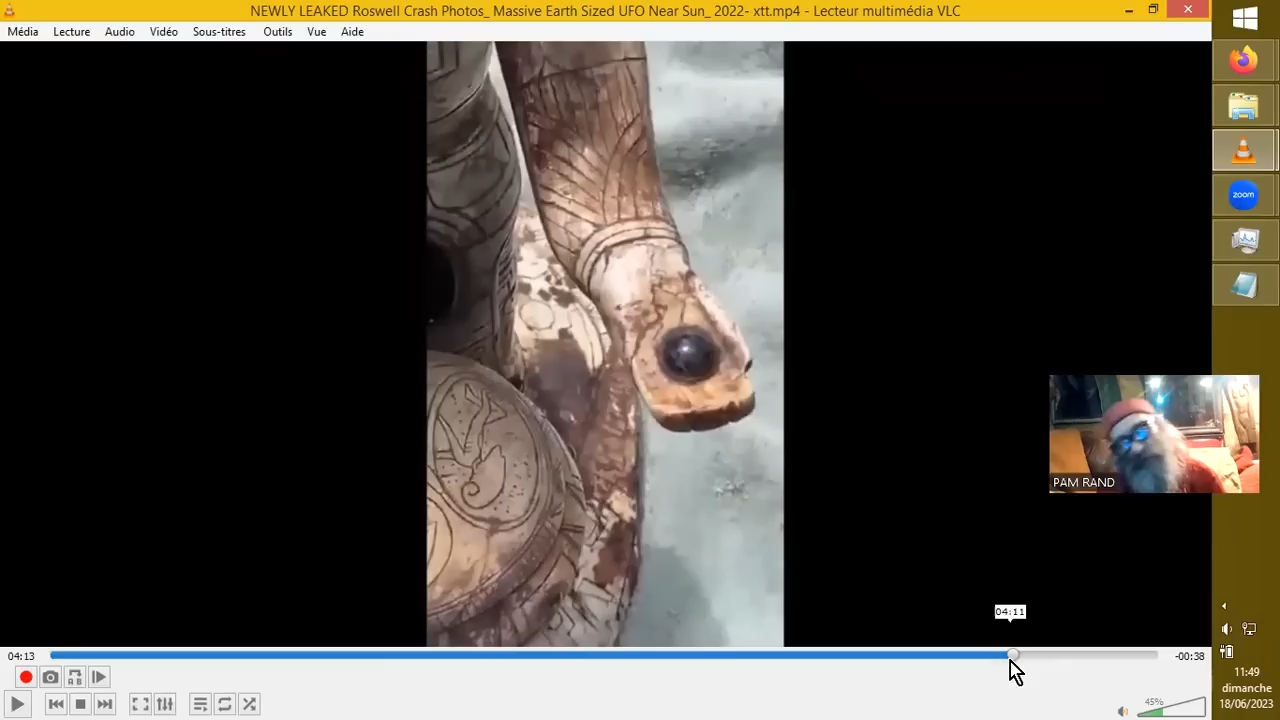 NEWLY LEAKED Roswell Crash Photos_ Massive Earth Sized UFO Near Sun_ 2022- xtt.mp4 - Lecteur multimédia VLC
Média Lecture Audio Vidéo Sous-titres Outils Vue Aide
zoom
PAM RAND
04:11
04:13
-00:38
A B
45%
11:49
dimanche
18/06/2023